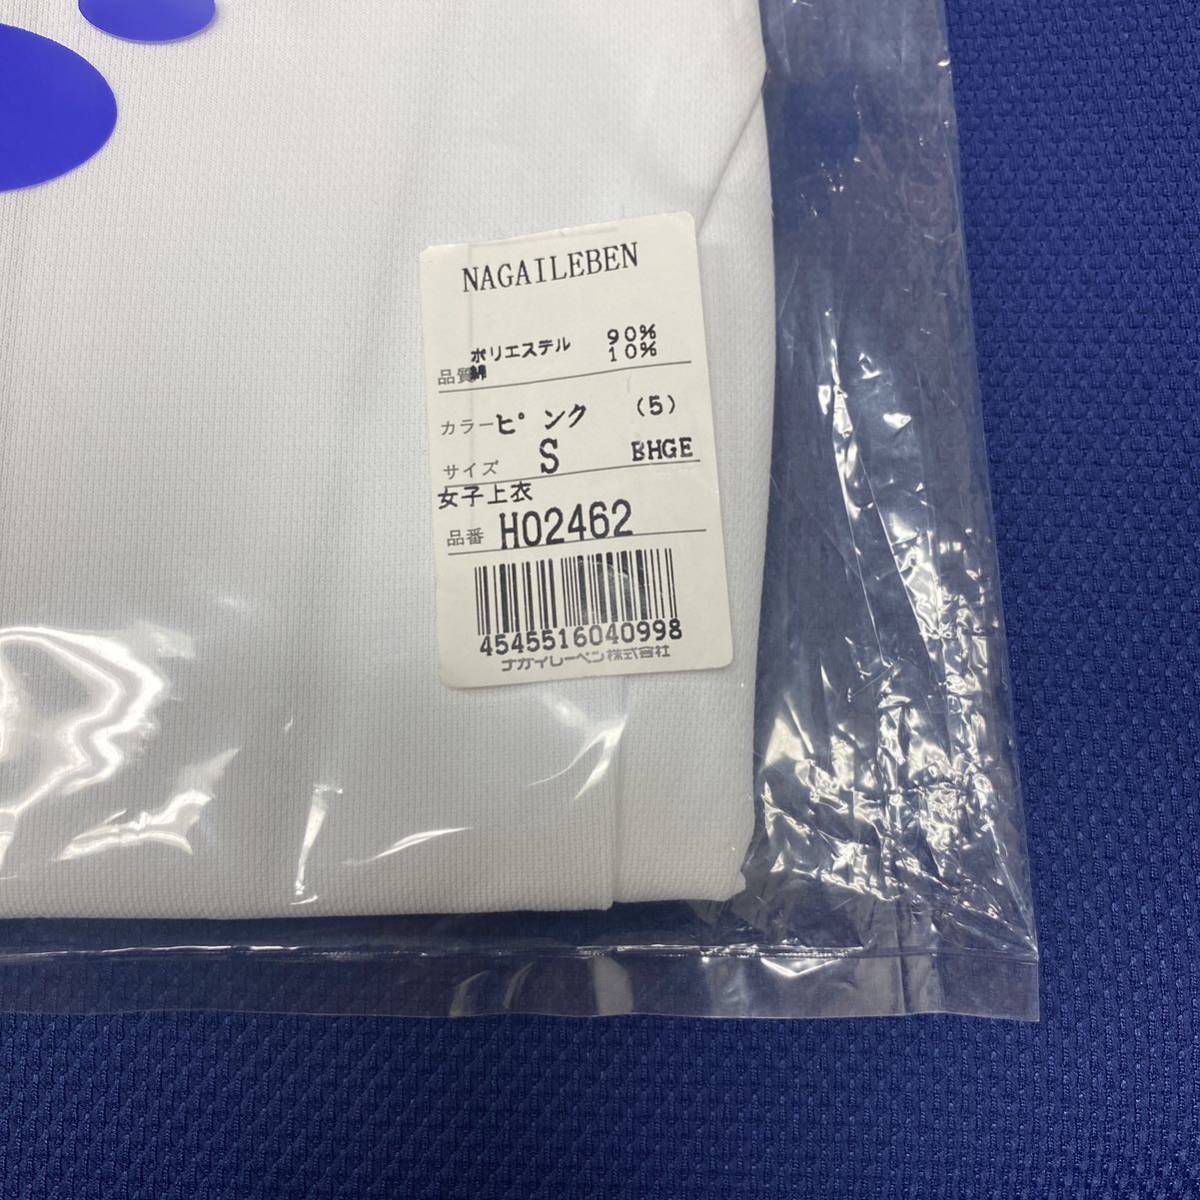 NAGAILEBEN
ポリエステル 90%
品質 綿 10%
カラー ピンク (5)
サイズ S BHGE
女子上衣
品番 HO2462
4545516040998
ナガイレーベン株式会社